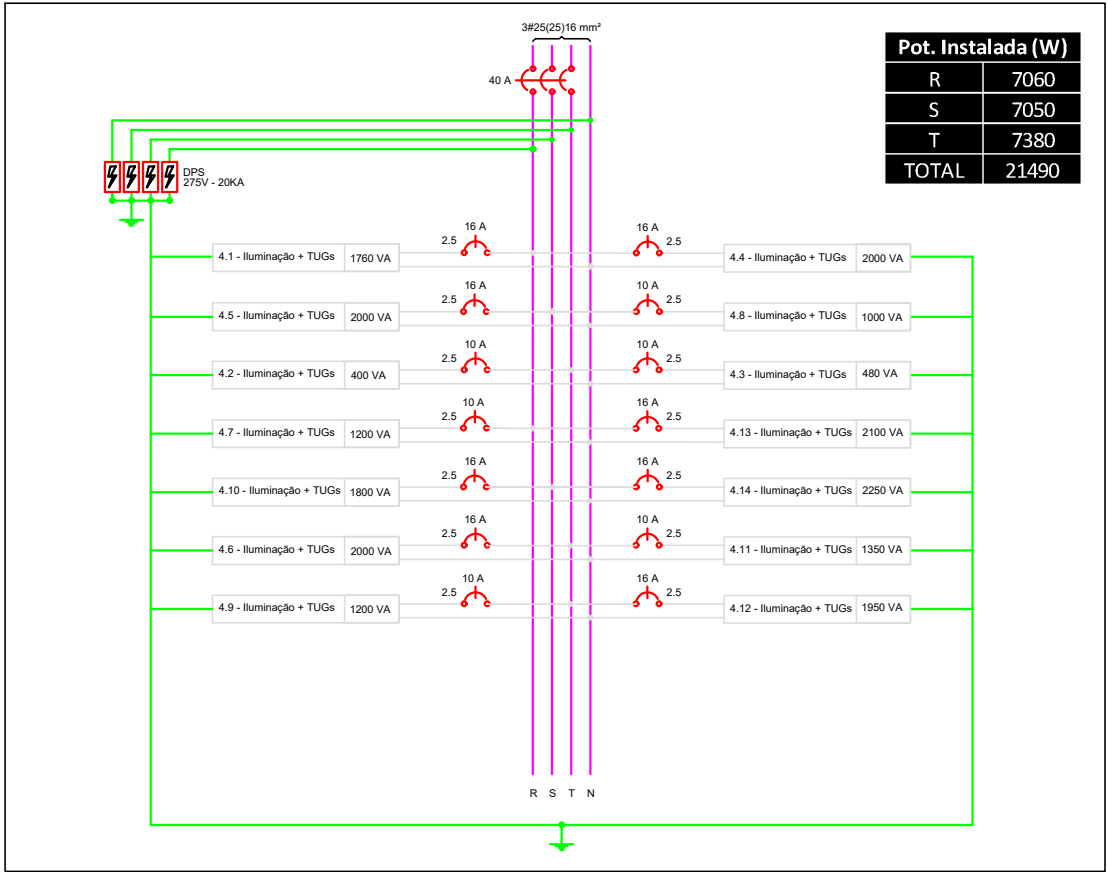 3#25(25)16 mm²
40 A
Pot. Instalada (W)
R 7060
S 7050
T 7380
TOTAL 21490
DPS
275V - 20KA
4.1 - Iluminação + TUGs 1760 VA 2.5 16 A 16 A 2.5 4.4 - Iluminação + TUGs 2000 VA
4.5 - Iluminação + TUGs 2000 VA 2.5 16 A 10 A 2.5 4.8 - Iluminação + TUGs 1000 VA
4.2 - Iluminação + TUGs 400 VA 2.5 10 A 10 A 2.5 4.3 - Iluminação + TUGs 480 VA
4.7 - Iluminação + TUGs 1200 VA 2.5 10 A 16 A 2.5 4.13 - Iluminação + TUGs 2100 VA
4.10 - Iluminação + TUGs 1800 VA 2.5 16 A 16 A 2.5 4.14 - Iluminação + TUGs 2250 VA
4.6 - Iluminação + TUGs 2000 VA 2.5 16 A 10 A 2.5 4.11 - Iluminação + TUGs 1350 VA
4.9 - Iluminação + TUGs 1200 VA 2.5 10 A 16 A 2.5 4.12 - Iluminação + TUGs 1950 VA
R S T N